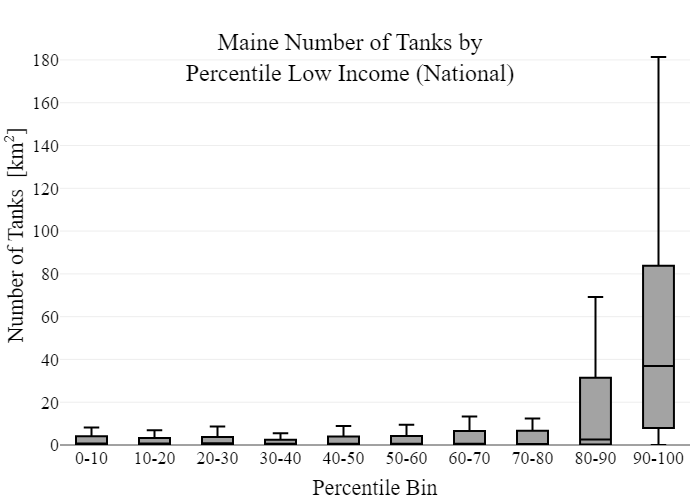 Maine Number of Tanks by
Percentile Low Income (National)
Number of Tanks [km²]
180
160
140
120
100
80
60
40
20
0
0-10 10-20 20-30 30-40 40-50 50-60 60-70 70-80 80-90 90-100
Percentile Bin